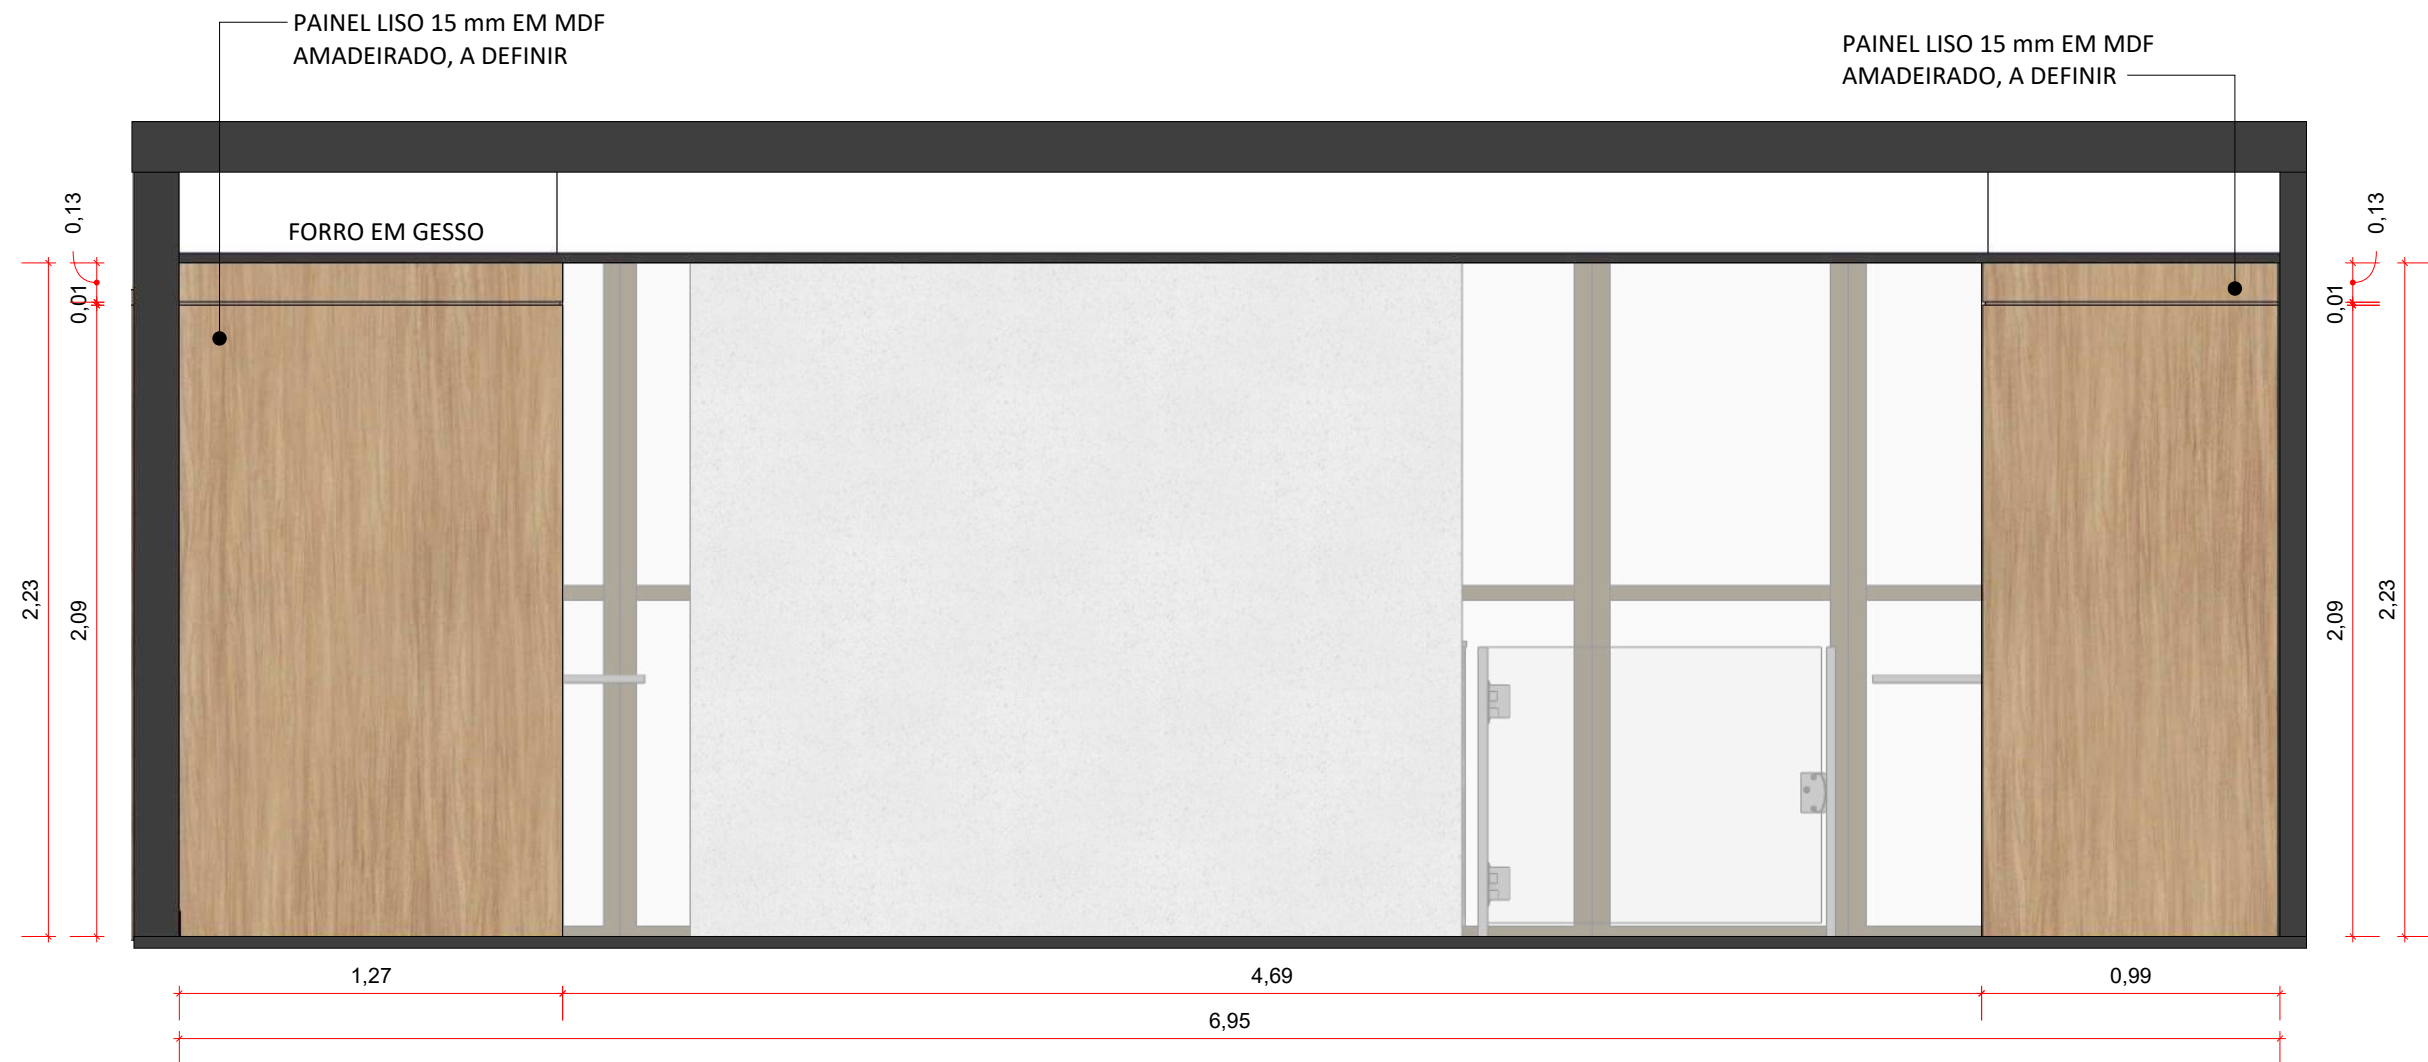 PAINEL LISO 15 mm EM MDF
AMADEIRADO, A DEFINIR
PAINEL LISO 15 mm EM MDF
AMADEIRADO, A DEFINIR
FORRO EM GESSO
0,13
0,01
2,23
2,09
0,13
0,01
2,09
2,23
1,27
4,69
0,99
6,95